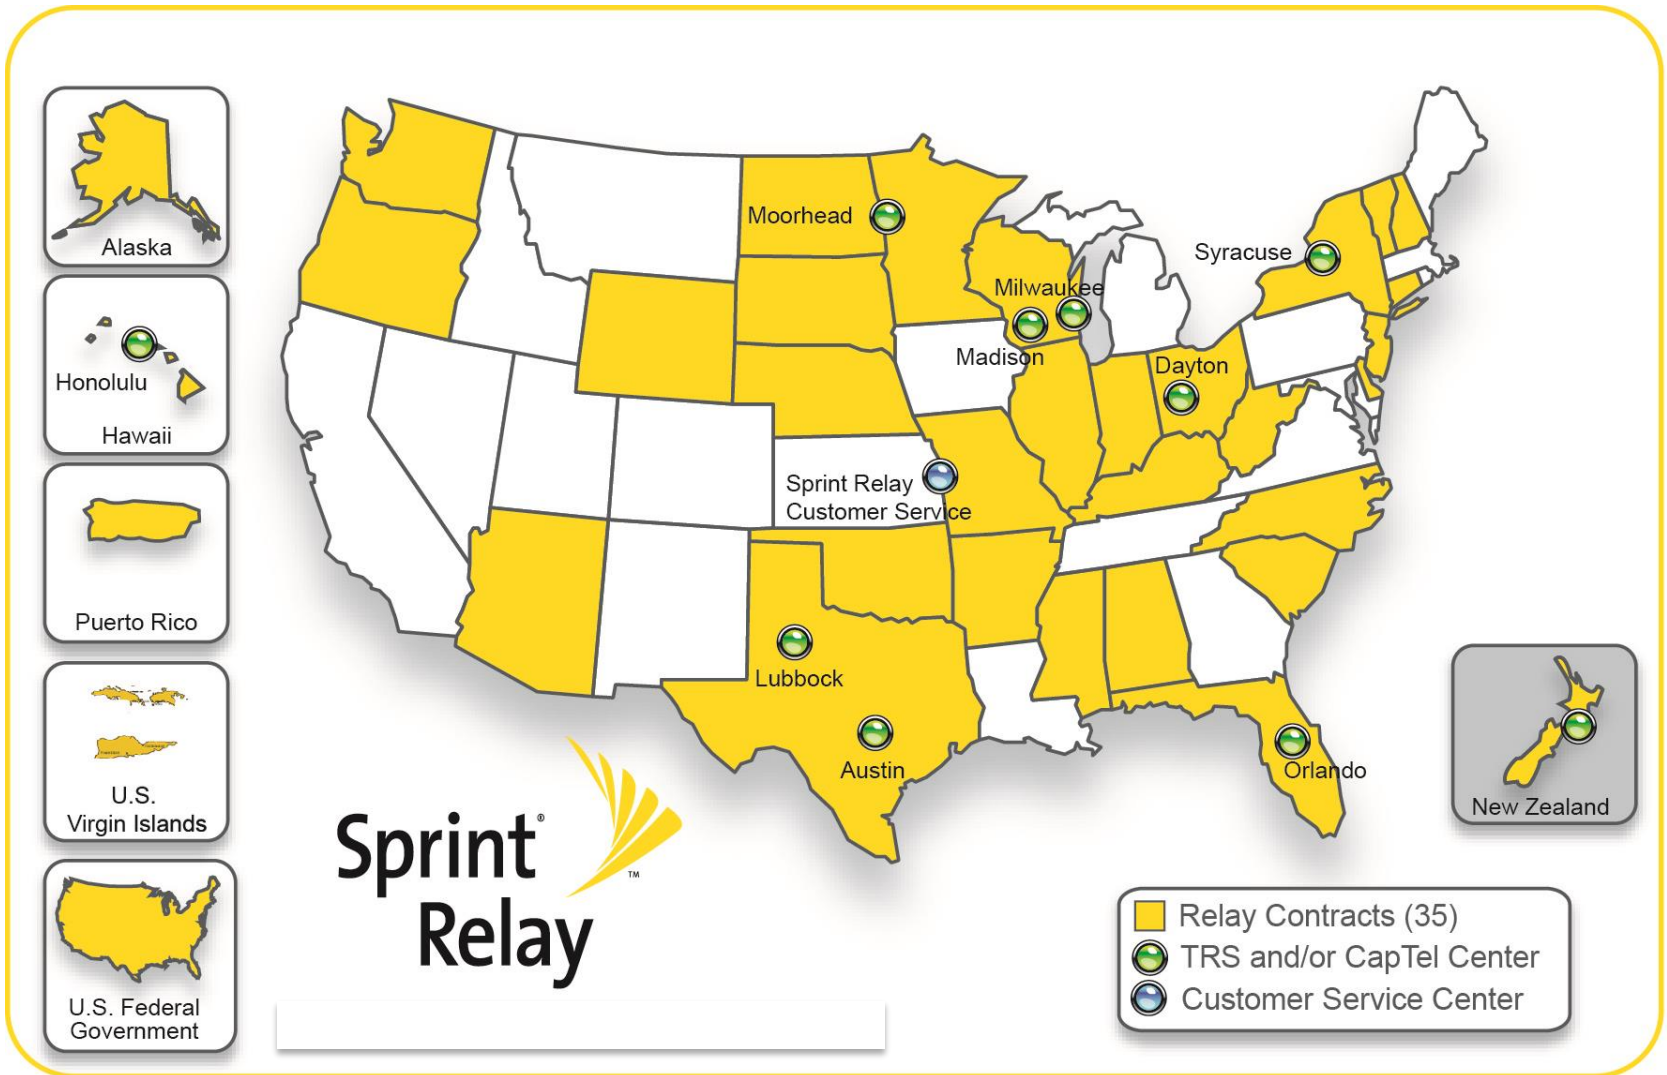 Alaska
Honolulu
Hawaii
Puerto Rico
U.S.
Virgin Islands
U.S. Federal
Government
Moorhead
Syracuse
Milwaukee
Madison
Dayton
Sprint Relay
Customer Service
Lubbock
Austin
Orlando
New Zealand
Sprint®
Relay
™
Relay Contracts (35)
TRS and/or CapTel Center
Customer Service Center